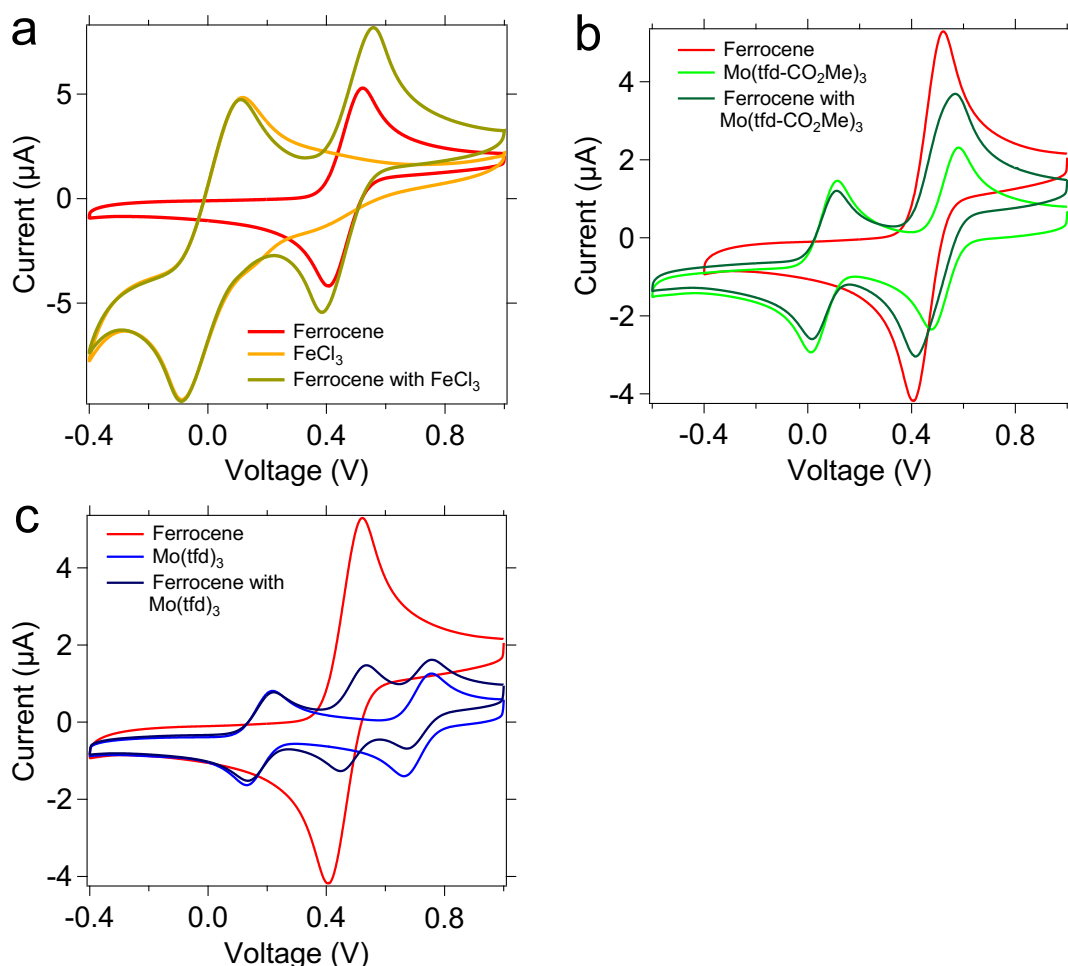 a
Current (µA)
5
0
-5
Ferrocene
FeCl3
Ferrocene with FeCl3
-0.4
0.0
0.4
0.8
Voltage (V)
b
Current (µA)
4
2
0
-2
-4
Ferrocene
Mo(tfd-CO2Me)3
Ferrocene with
Mo(tfd-CO2Me)3
-0.4
0.0
0.4
0.8
Voltage (V)
c
Current (µA)
4
2
0
-2
-4
Ferrocene
Mo(tfd)3
Ferrocene with
Mo(tfd)3
-0.4
0.0
0.4
0.8
Voltage (V)